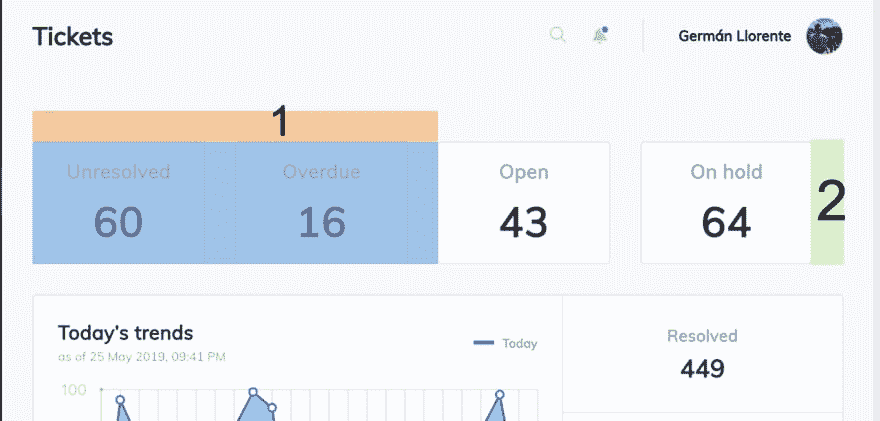 Tickets
Germán Llorente
1
Unresolved
60
Overdue
16
Open
43
On hold
64
2
Today's trends
as of 25 May 2019, 09:41 PM
Today
100
Resolved
449